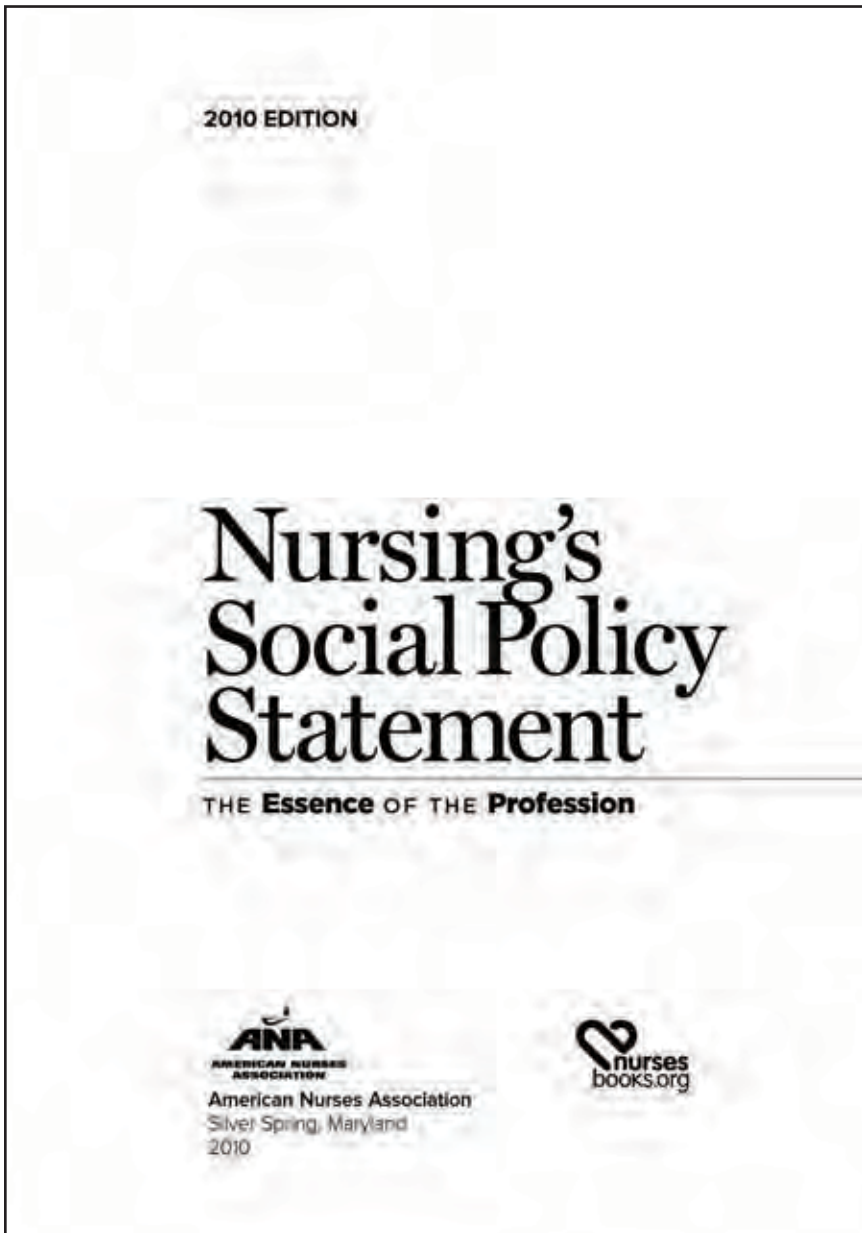 2010 EDITION
Nursing's
Social Policy
Statement
THE Essence OF THE Profession
ANA
AMERICAN NURSES
ASSOCIATION
American Nurses Association
Silver Spring, Maryland
2010
nurses
books.org